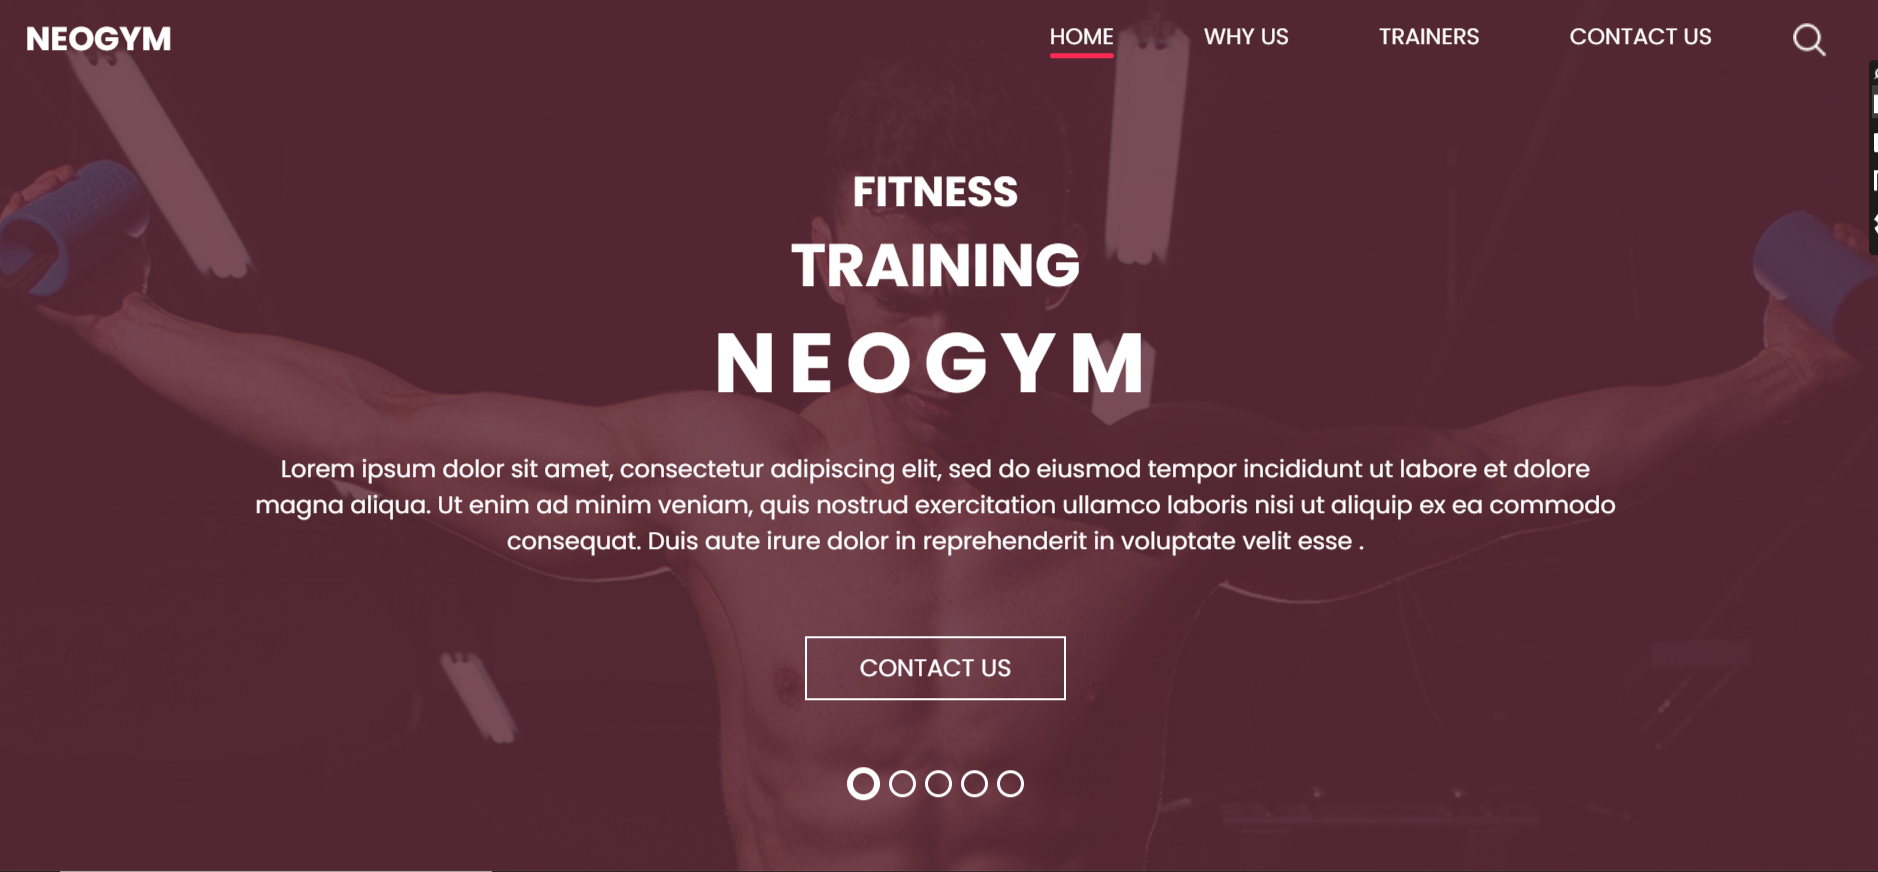 NEOGYM
HOME
WHY US
TRAINERS
CONTACT US
FITNESS
TRAINING
NEOGYM
Lorem ipsum dolor sit amet, consectetur adipiscing elit, sed do eiusmod tempor incididunt ut labore et dolore
magna aliqua. Ut enim ad minim veniam, quis nostrud exercitation ullamco laboris nisi ut aliquip ex ea commodo
consequat. Duis aute irure dolor in reprehenderit in voluptate velit esse .
CONTACT US